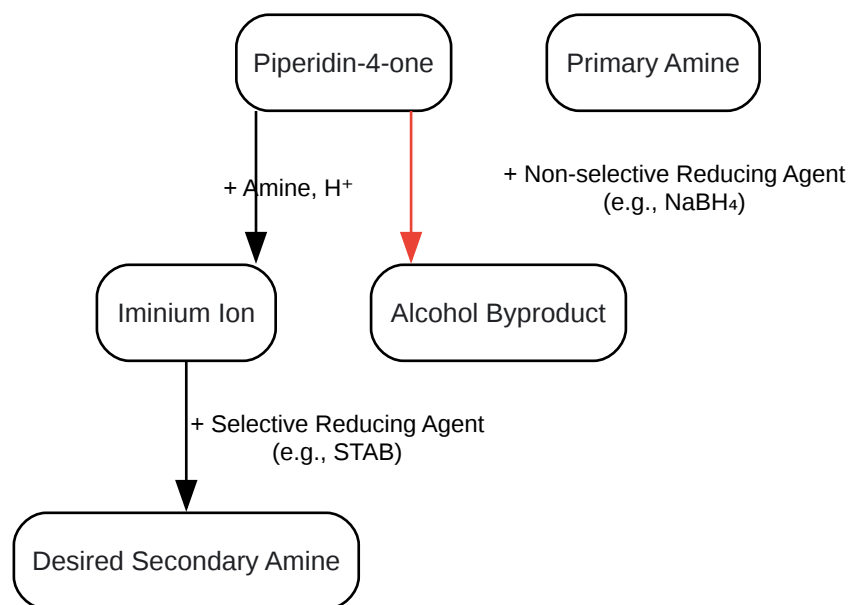 Piperidin-4-one
Primary Amine
+ Amine, H⁺
+ Non-selective Reducing Agent
(e.g., NaBH₄)
Iminium Ion
Alcohol Byproduct
+ Selective Reducing Agent
(e.g., STAB)
Desired Secondary Amine